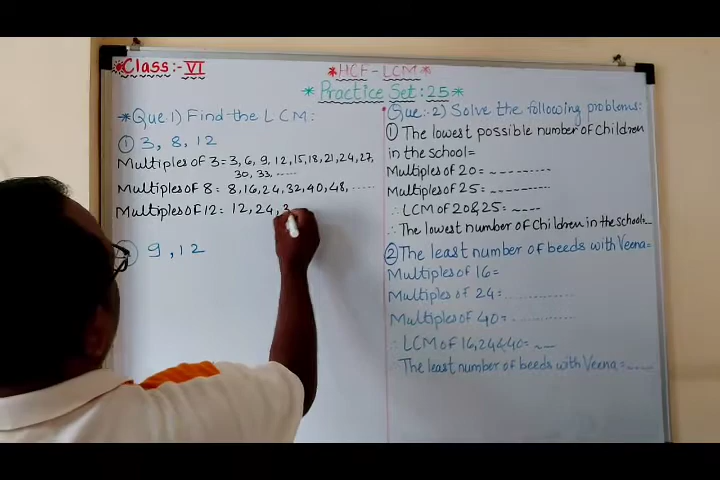 *Class:- VI
*HCF-LCM*
*Practice Set: 25*
*Que.1) Find the LCM:
① 3, 8, 12
Multiples of 3 = 3, 6, 9, 12, 15, 18, 21, 24, 27,
30, 33, .....
Multiples of 8 = 8, 16, 24, 32, 40, 48, .....
Multiples of 12 = 12, 24, 3
9, 12
*Que:-2) Solve the following problems:
① The lowest possible number of children
in the school=
Multiples of 20 = ----------
Multiples of 25 = ----------
∴ LCM of 20&25 = ----
∴ The lowest number of Children in the School=---
② The least number of beeds with Veena=
Multiples of 16 =
Multiples of 24 = ..............
Multiples of 40 = ..............
∴ LCM of 16,24&40 = ----
∴ The least number of beeds with Veena = ----